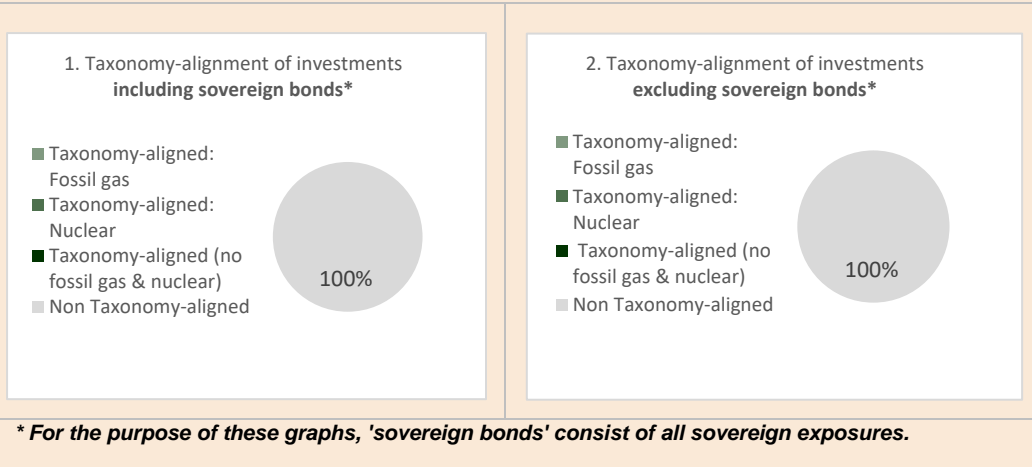 1. Taxonomy-alignment of investments
including sovereign bonds*
Taxonomy-aligned:
Fossil gas
Taxonomy-aligned:
Nuclear
Taxonomy-aligned (no
fossil gas & nuclear)
Non Taxonomy-aligned
100%
2. Taxonomy-alignment of investments
excluding sovereign bonds*
Taxonomy-aligned:
Fossil gas
Taxonomy-aligned:
Nuclear
Taxonomy-aligned (no
fossil gas & nuclear)
Non Taxonomy-aligned
100%
* For the purpose of these graphs, 'sovereign bonds' consist of all sovereign exposures.